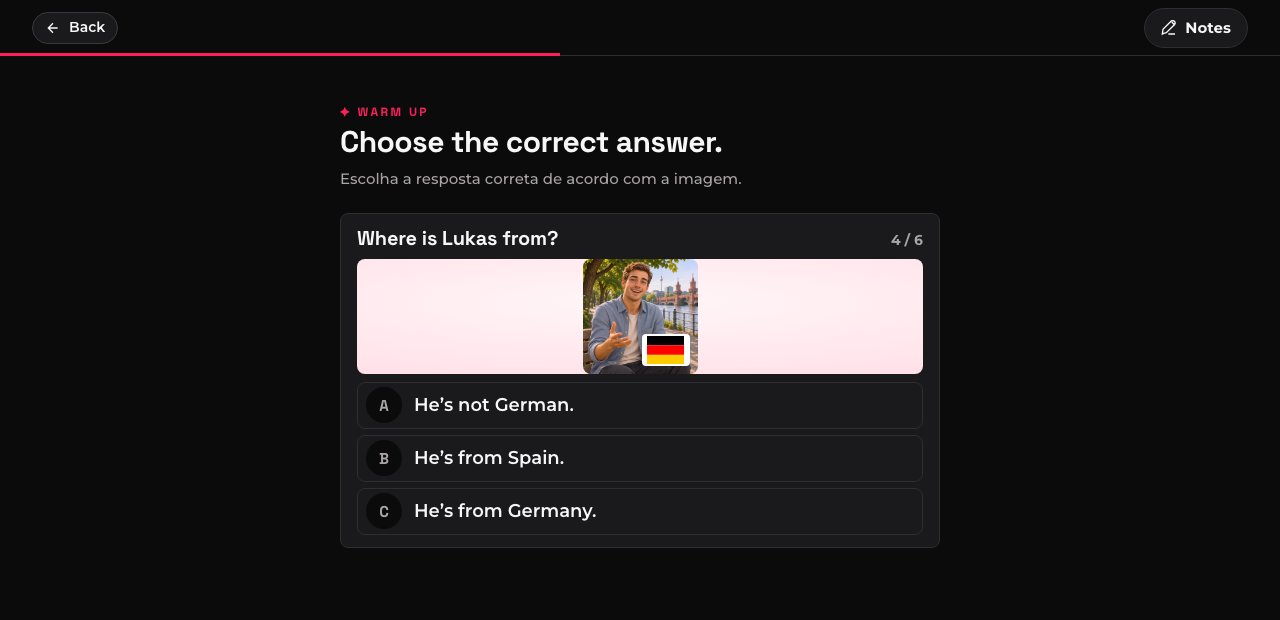 Back
Notes
WARM UP
Choose the correct answer.
Escolha a resposta correta de acordo com a imagem.
Where is Lukas from?
4 / 6
A
He’s not German.
B
He’s from Spain.
C
He’s from Germany.